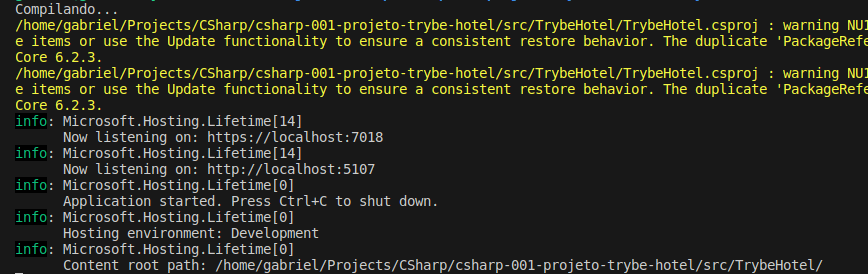 Compilando...
/home/gabriel/Projects/CSharp/csharp-001-projeto-trybe-hotel/src/TrybeHotel/TrybeHotel.csproj : warning NU1
e items or use the Update functionality to ensure a consistent restore behavior. The duplicate 'PackageRefe
Core 6.2.3.
/home/gabriel/Projects/CSharp/csharp-001-projeto-trybe-hotel/src/TrybeHotel/TrybeHotel.csproj : warning NU1
e items or use the Update functionality to ensure a consistent restore behavior. The duplicate 'PackageRefe
Core 6.2.3.
info: Microsoft.Hosting.Lifetime[14]
      Now listening on: https://localhost:7018
info: Microsoft.Hosting.Lifetime[14]
      Now listening on: http://localhost:5107
info: Microsoft.Hosting.Lifetime[0]
      Application started. Press Ctrl+C to shut down.
info: Microsoft.Hosting.Lifetime[0]
      Hosting environment: Development
info: Microsoft.Hosting.Lifetime[0]
      Content root path: /home/gabriel/Projects/CSharp/csharp-001-projeto-trybe-hotel/src/TrybeHotel/